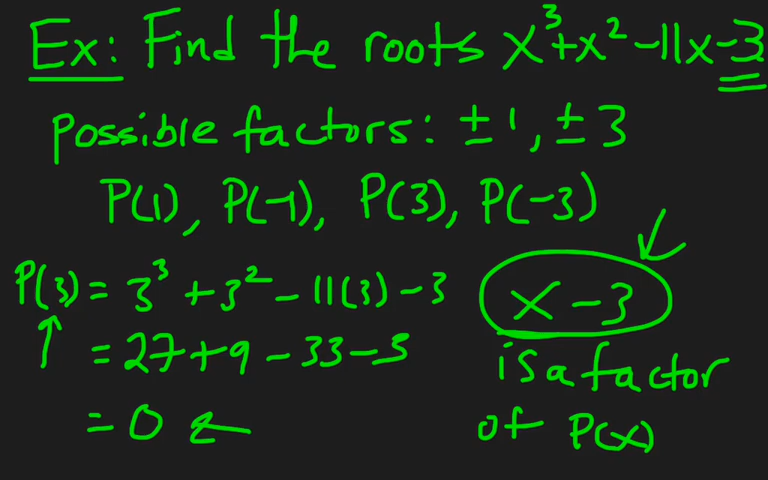 Ex: Find the roots x³+x²-11x-3
possible factors: ±1, ±3
P(1), P(-1), P(3), P(-3)
P(3) = 3³ + 3² - 11(3) - 3
= 27 + 9 - 33 - 3
= 0
x - 3
is a factor
of P(x)